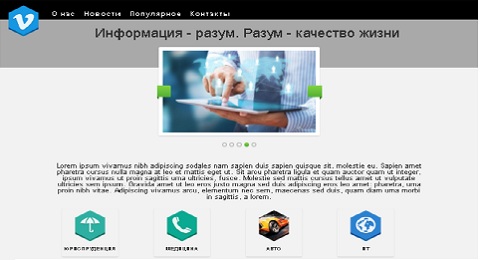 О нас Новости Популярное Контакты
Информация - разум. Разум - качество жизни
Lorem ipsum vivamus nibh adipiscing sodales nam sapien duis sapien quisque sit, molestie eu. Sapien amet
pharetra cursus nulla magna at leo et mattis eget ut. Sit arcu pharetra ligula et quam auctor quam ut integer,
ipsum vivamus ut proin sagittis urna ultricies, fusce. Molestie sed mattis cursus tellus amet ut vulputate
ultricies sem ipsum. Gravida amet ut leo eros justo magna sed duis adipiscing eros leo amet: pharetra, urna
proin nibh vitae. Adipiscing vivamus arcu, elementum nec sem, maecenas sed duis, quam diam urna morbi
in sagittis, a lorem.
ЮРИСПРУДЕНЦИЯ МЕДИЦИНА АВТО IT